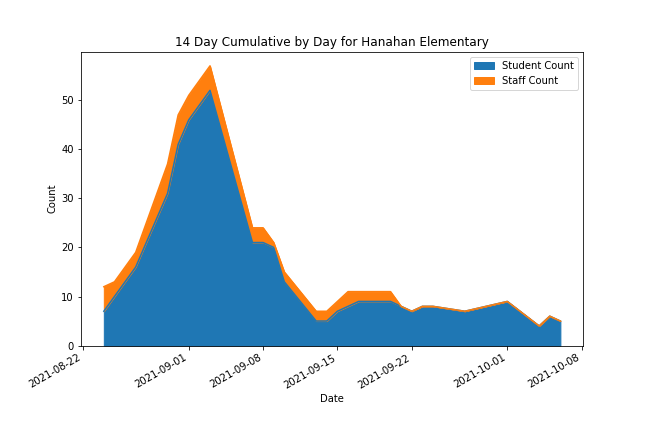 14 Day Cumulative by Day for Hanahan Elementary
Student Count
Staff Count
50
40
30
20
10
0
Count
2021-08-22
2021-09-01
2021-09-08
2021-09-15
2021-09-22
2021-10-01
2021-10-08
Date